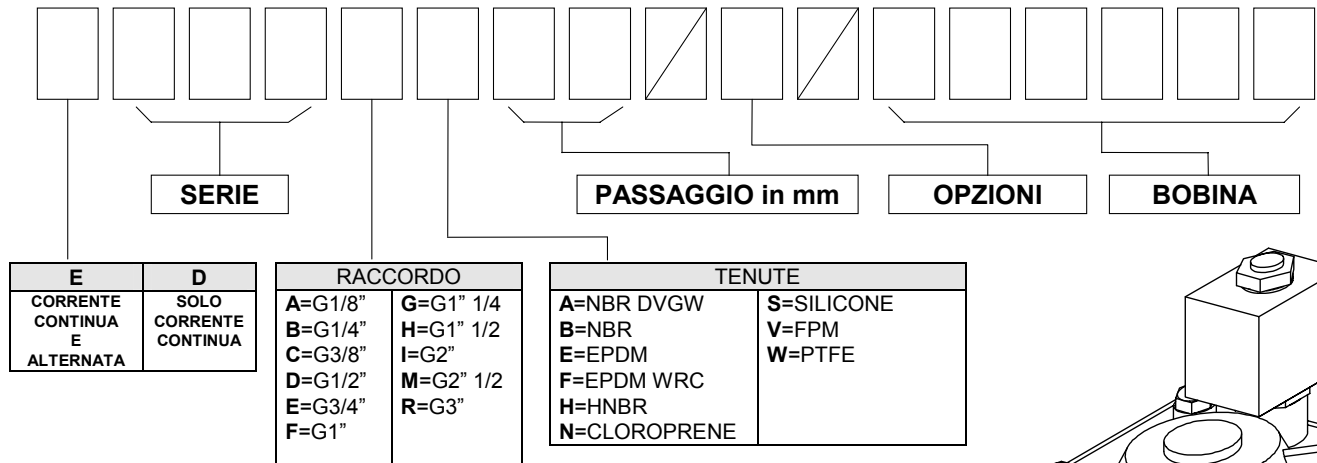 SERIE
PASSAGGIO in mm
OPZIONI
BOBINA
E
CORRENTE
CONTINUA
E
ALTERNATA
D
SOLO
CORRENTE
CONTINUA
RACCORDO
A=G1/8”
B=G1/4”
C=G3/8”
D=G1/2”
E=G3/4”
F=G1”
G=G1” 1/4
H=G1” 1/2
I=G2”
M=G2” 1/2
R=G3”
TENUTE
A=NBR DVGW
B=NBR
E=EPDM
F=EPDM WRC
H=HNBR
N=CLOROPRENE
S=SILICONE
V=FPM
W=PTFE